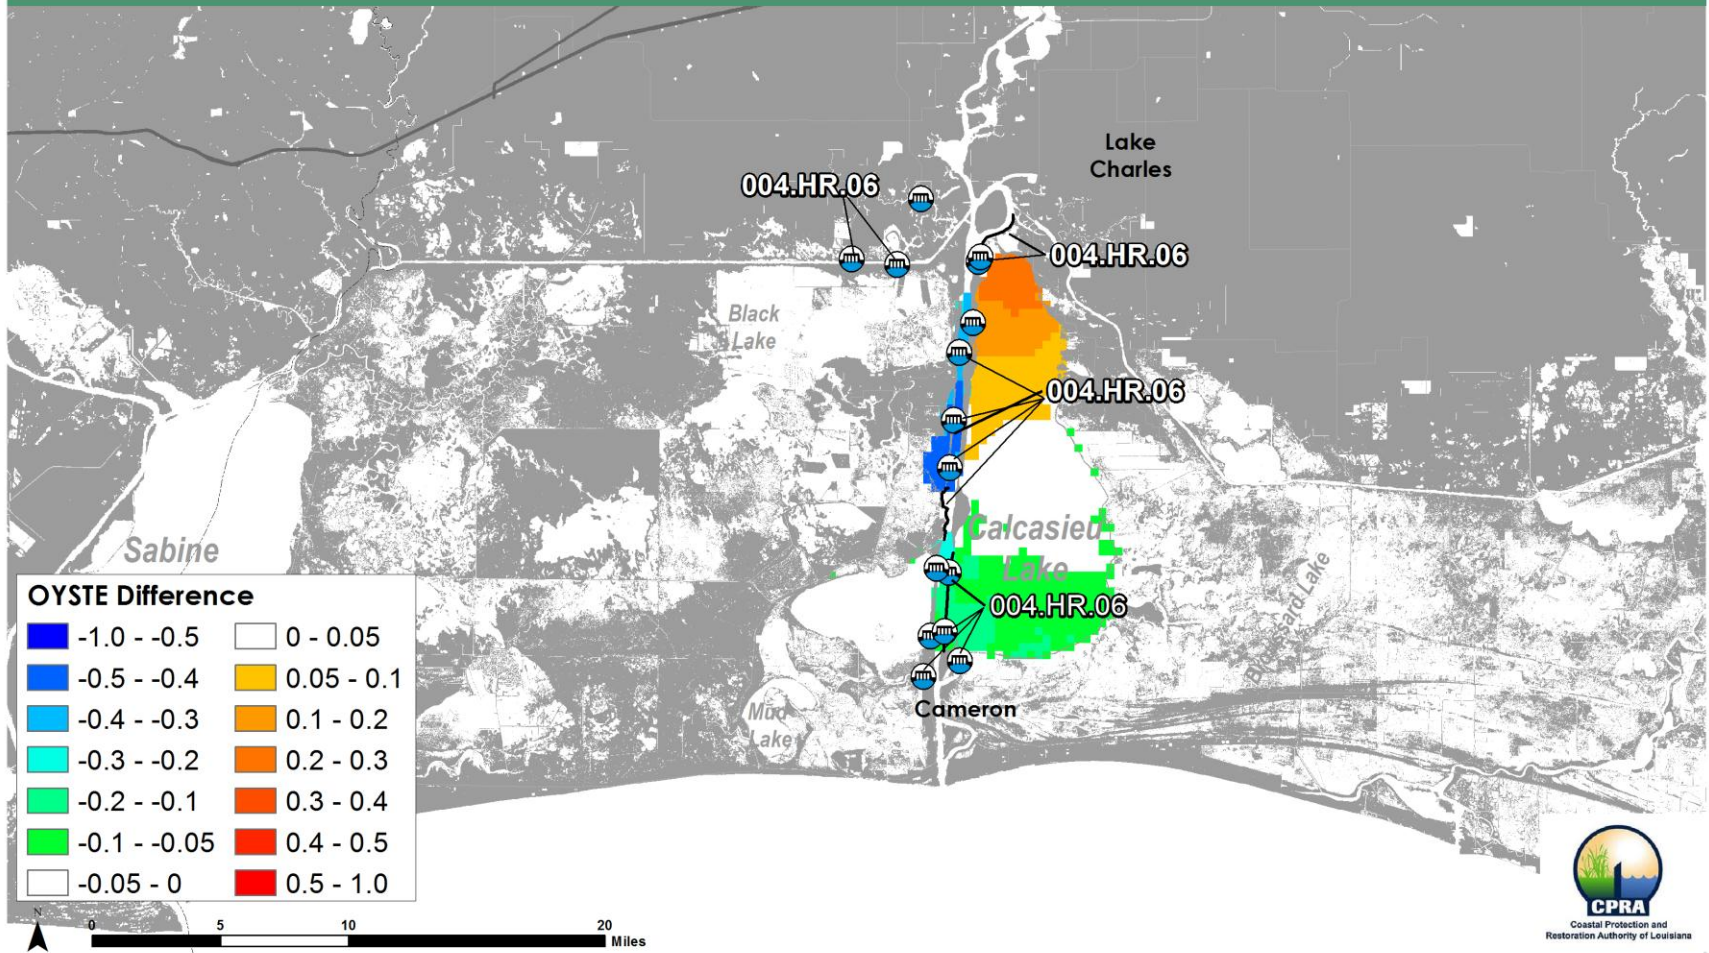 Lake
Charles
004.HR.06
004.HR.06
Black
Lake
004.HR.06
Calcasieu
Lake
Sabine
004.HR.06
Mud
Lake
Cameron
OYSTE Difference
-1.0 - -0.5
-0.5 - -0.4
-0.4 - -0.3
-0.3 - -0.2
-0.2 - -0.1
-0.1 - -0.05
-0.05 - 0
0 - 0.05
0.05 - 0.1
0.1 - 0.2
0.2 - 0.3
0.3 - 0.4
0.4 - 0.5
0.5 - 1.0
N
0 5 10 20
Miles
CPRA
Coastal Protection and
Restoration Authority of Louisiana